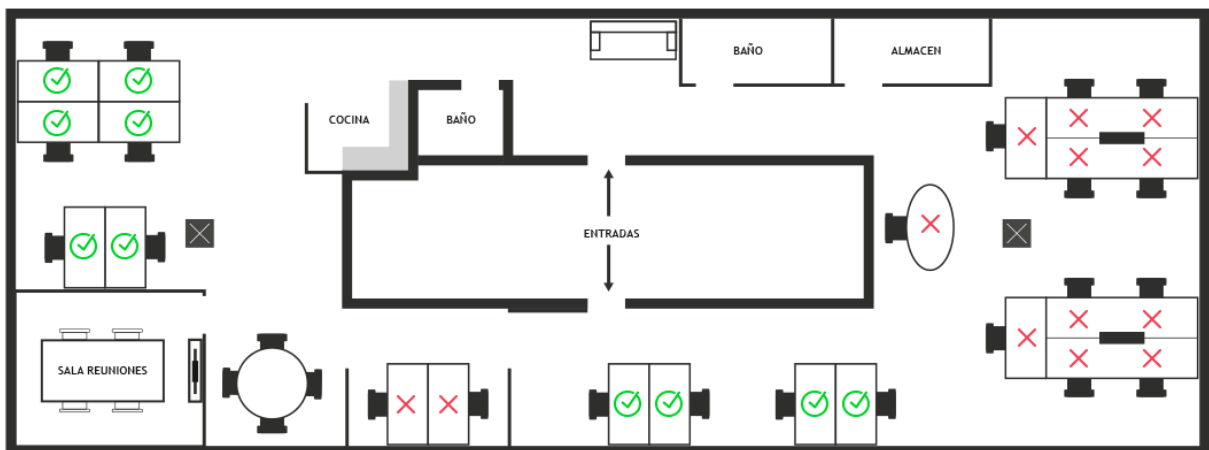 BAÑO
ALMACEN
COCINA
BAÑO
ENTRADAS
SALA REUNIONES